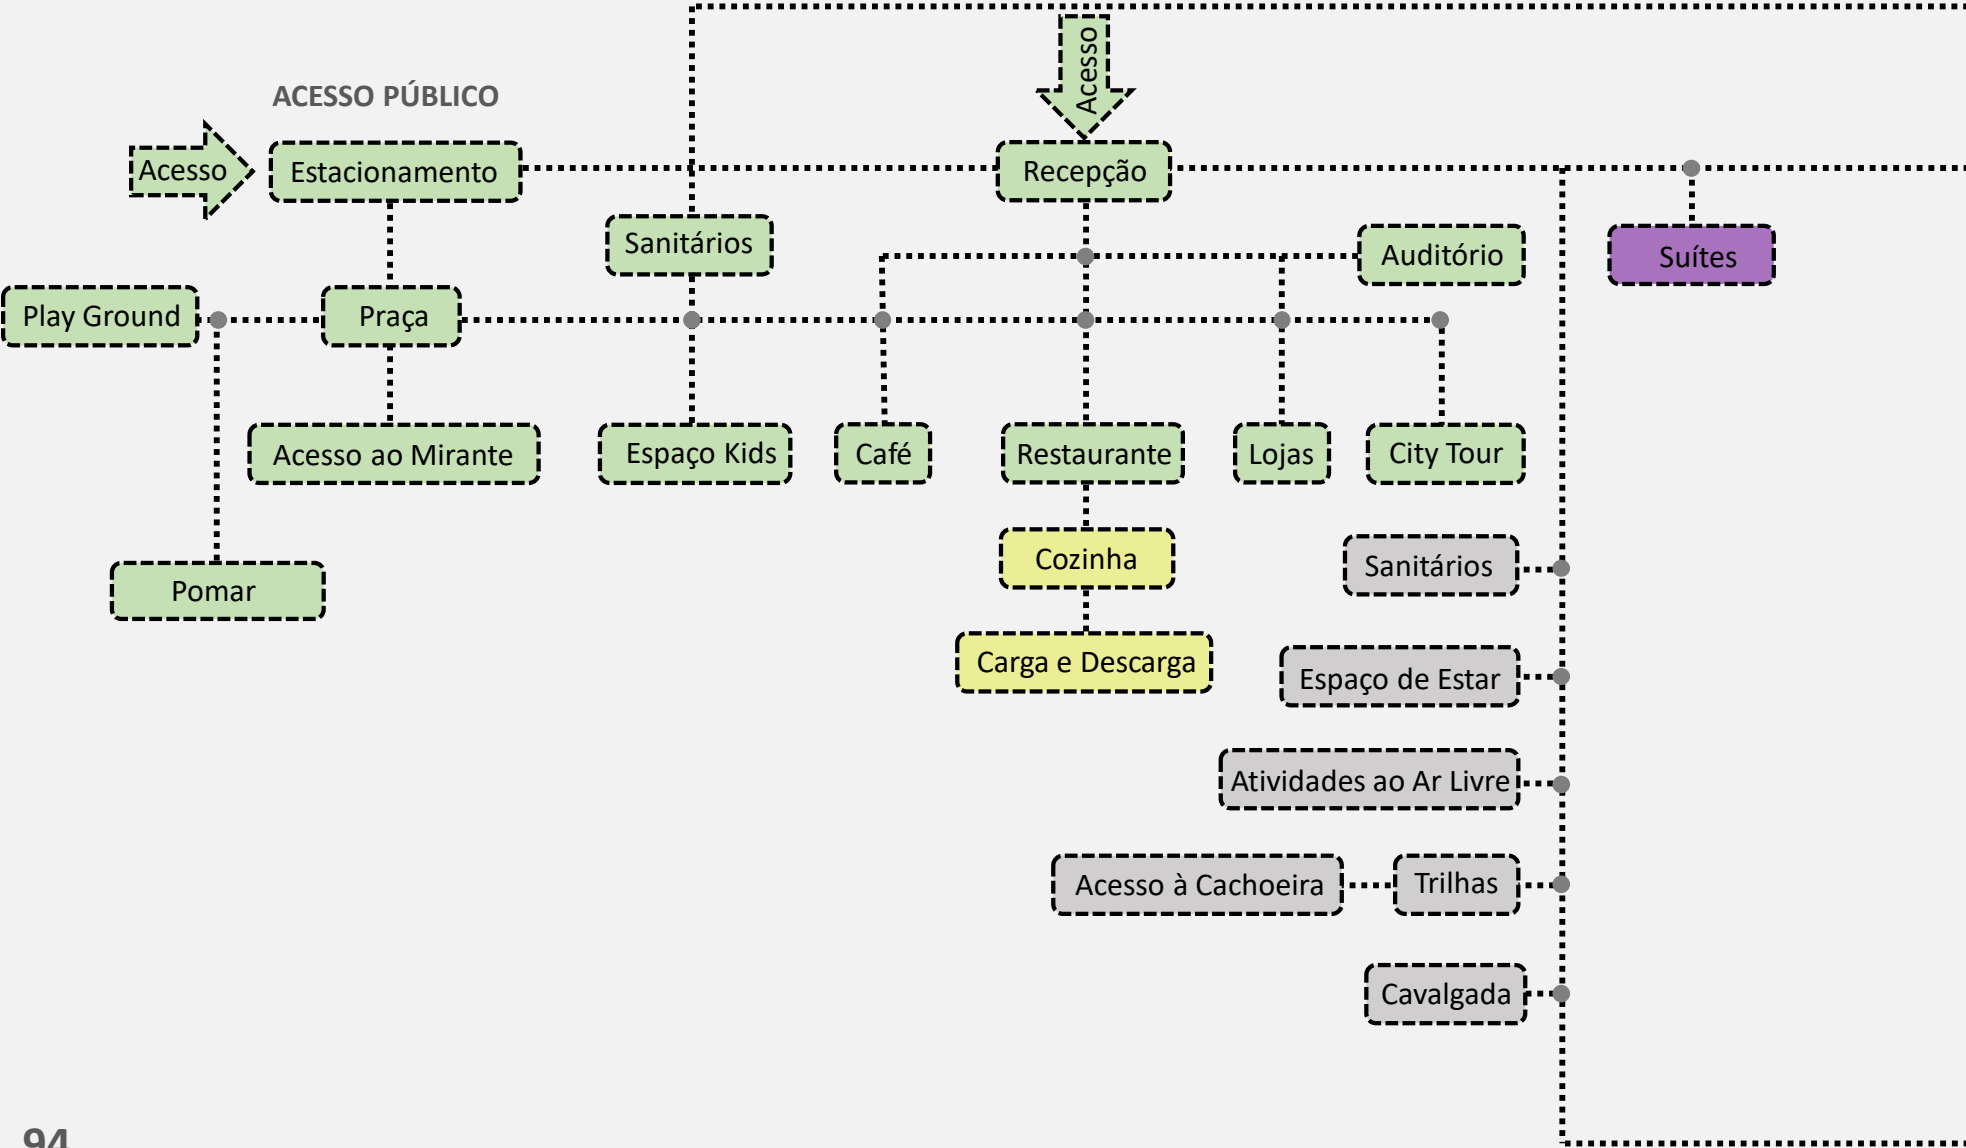 Acesso
ACESSO PÚBLICO
Acesso
Estacionamento
Recepção
Sanitários
Auditório
Suítes
Play Ground
Praça
Acesso ao Mirante
Espaço Kids
Café
Restaurante
Lojas
City Tour
Cozinha
Sanitários
Pomar
Carga e Descarga
Espaço de Estar
Atividades ao Ar Livre
Acesso à Cachoeira
Trilhas
Cavalgada
94